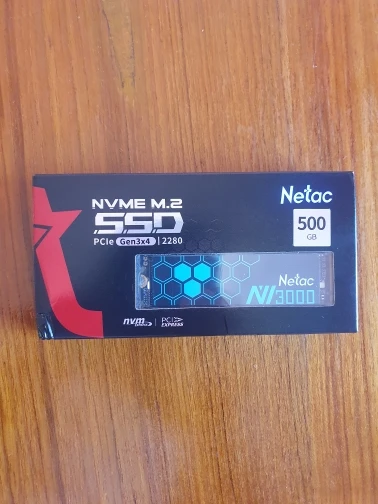 NVME M.2
SSD
PCIe Gen3x4 | 2280
Netac
500
GB
Netac
NV3000
nvm
EXPRESS
PCI
EXPRESS